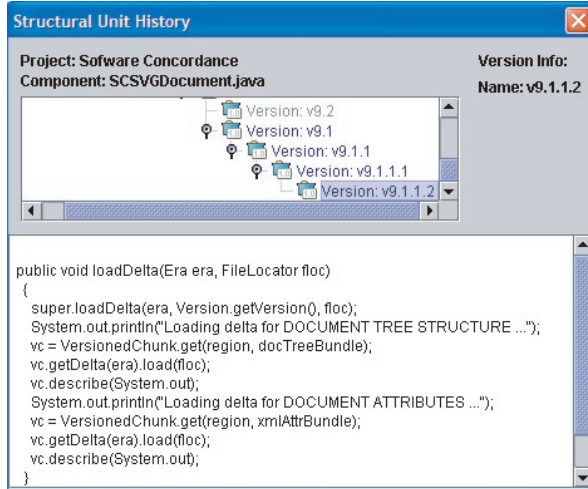 Structural Unit History
Project: Sofware Concordance
Component: SCSVGDocument.java
Version Info:
Name: v9.1.1.2
Version: v9.2
Version: v9.1
Version: v9.1.1
Version: v9.1.1.1
Version: v9.1.1.2
public void loadDelta(Era era, FileLocator floc)
{
super.loadDelta(era, Version.getVersion(), floc);
System.out.println("Loading delta for DOCUMENT TREE STRUCTURE ...");
vc = VersionedChunk.get(region, docTreeBundle);
vc.getDelta(era).load(floc);
vc.describe(System.out);
System.out.println("Loading delta for DOCUMENT ATTRIBUTES ...");
vc = VersionedChunk.get(region, xmlAttrBundle);
vc.getDelta(era).load(floc);
vc.describe(System.out);
}